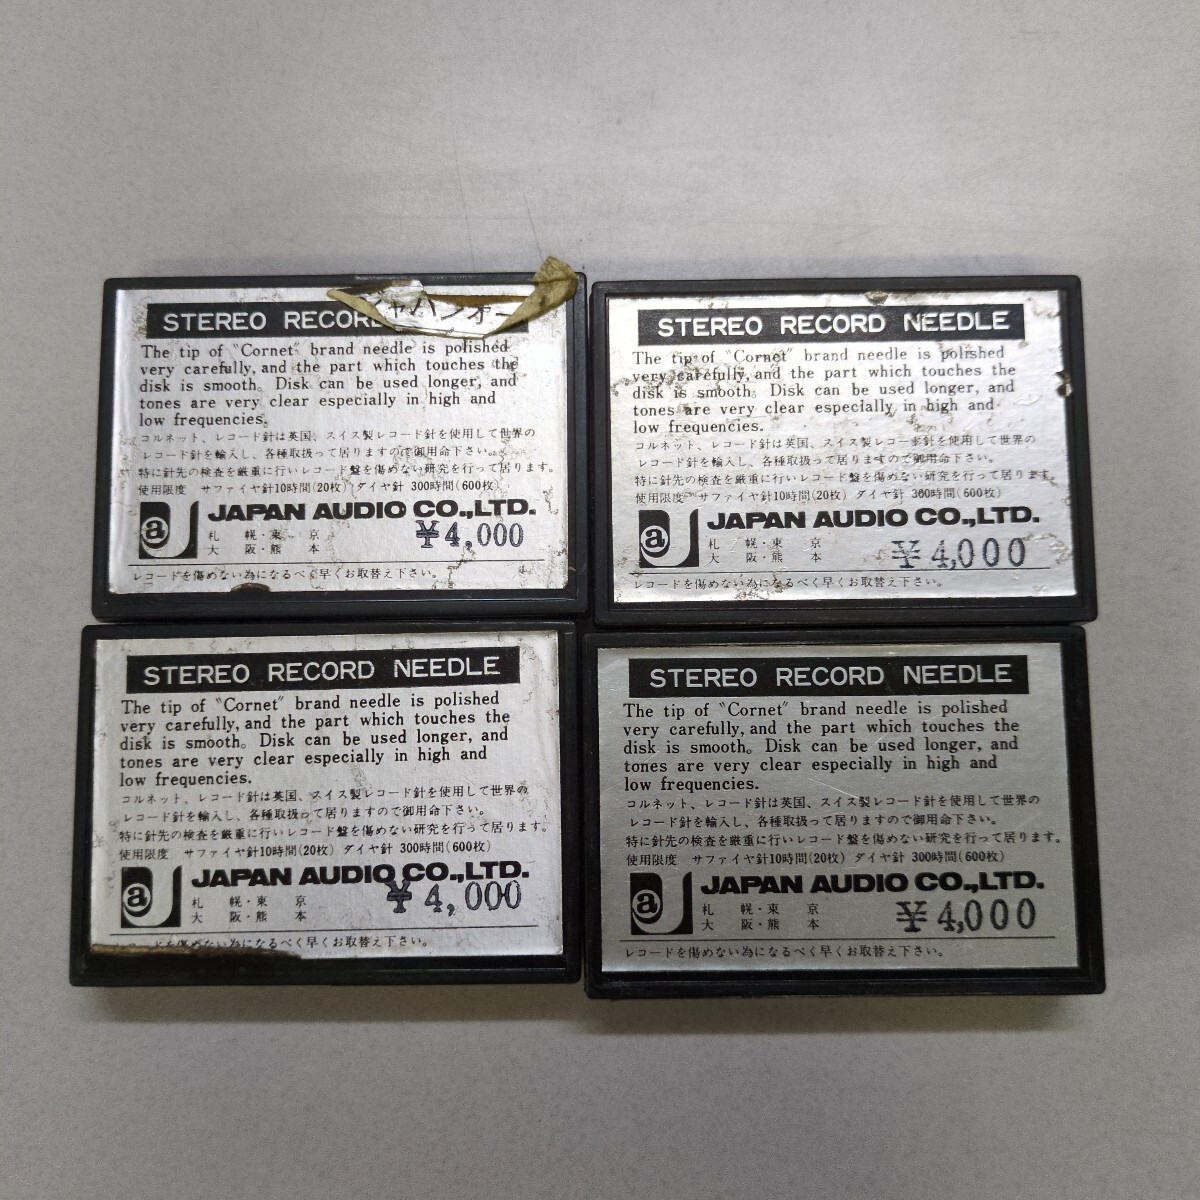 ジャパンオー
STEREO RECOR
The tip of "Cornet" brand needle is polished
very carefully, and the part which touches the
disk is smooth。 Disk can be used longer, and
tones are very clear especially in high and
low frequencies.
コルネット、レコード針は英国、スイス製レコード針を使用して世界の
レコード針を輸入し、各種取扱って居りますので御用命下さい。
特に針先の検査を厳重に行いレコード盤を傷めない研究を行って居ります。
使用限度 サファイヤ針10時間(20枚) ダイヤ針 300時間(600枚)
a JAPAN AUDIO CO.,LTD.
札幌・東京
大阪・熊本
¥4,000
レコードを傷めない為になるべく早くお取替え下さい。
STEREO RECORD NEEDLE
The tip of "Cornet" brand needle is polished
very carefully, and the part which touches the
disk is smooth。 Disk can be used longer, and
tones are very clear especially in high and
low frequencies.
コルネット、レコード針は英国、スイス製レコード針を使用して世界の
レコード針を輸入し、各種取扱って居りますので御用命下さい。
特に針先の検査を厳重に行いレコード盤を傷めない研究を行って居ります。
使用限度 サファイヤ針10時間(20枚) ダイヤ針 300時間(600枚)
a JAPAN AUDIO CO.,LTD.
札幌・東京
大阪・熊本
¥4,000
レコードを傷めない為になるべく早くお取替え下さい。
STEREO RECORD NEEDLE
The tip of "Cornet" brand needle is polished
very carefully, and the part which touches the
disk is smooth。 Disk can be used longer, and
tones are very clear especially in high and
low frequencies.
コルネット、レコード針は英国、スイス製レコード針を使用して世界の
レコード針を輸入し、各種取扱って居りますので御用命下さい。
特に針先の検査を厳重に行いレコード盤を傷めない研究を行って居ります。
使用限度 サファイヤ針10時間(20枚) ダイヤ針 300時間(600枚)
a JAPAN AUDIO CO.,LTD.
札幌・東京
大阪・熊本
¥4,000
レコードを傷めない為になるべく早くお取替え下さい。
STEREO RECORD NEEDLE
The tip of "Cornet" brand needle is polished
very carefully, and the part which touches the
disk is smooth。 Disk can be used longer, and
tones are very clear especially in high and
low frequencies.
コルネット、レコード針は英国、スイス製レコード針を使用して世界の
レコード針を輸入し、各種取扱って居りますので御用命下さい。
特に針先の検査を厳重に行いレコード盤を傷めない研究を行って居ります。
使用限度 サファイヤ針10時間(20枚) ダイヤ針 300時間(600枚)
a JAPAN AUDIO CO.,LTD.
札幌・東京
大阪・熊本
¥4,000
レコードを傷めない為になるべく早くお取替え下さい。